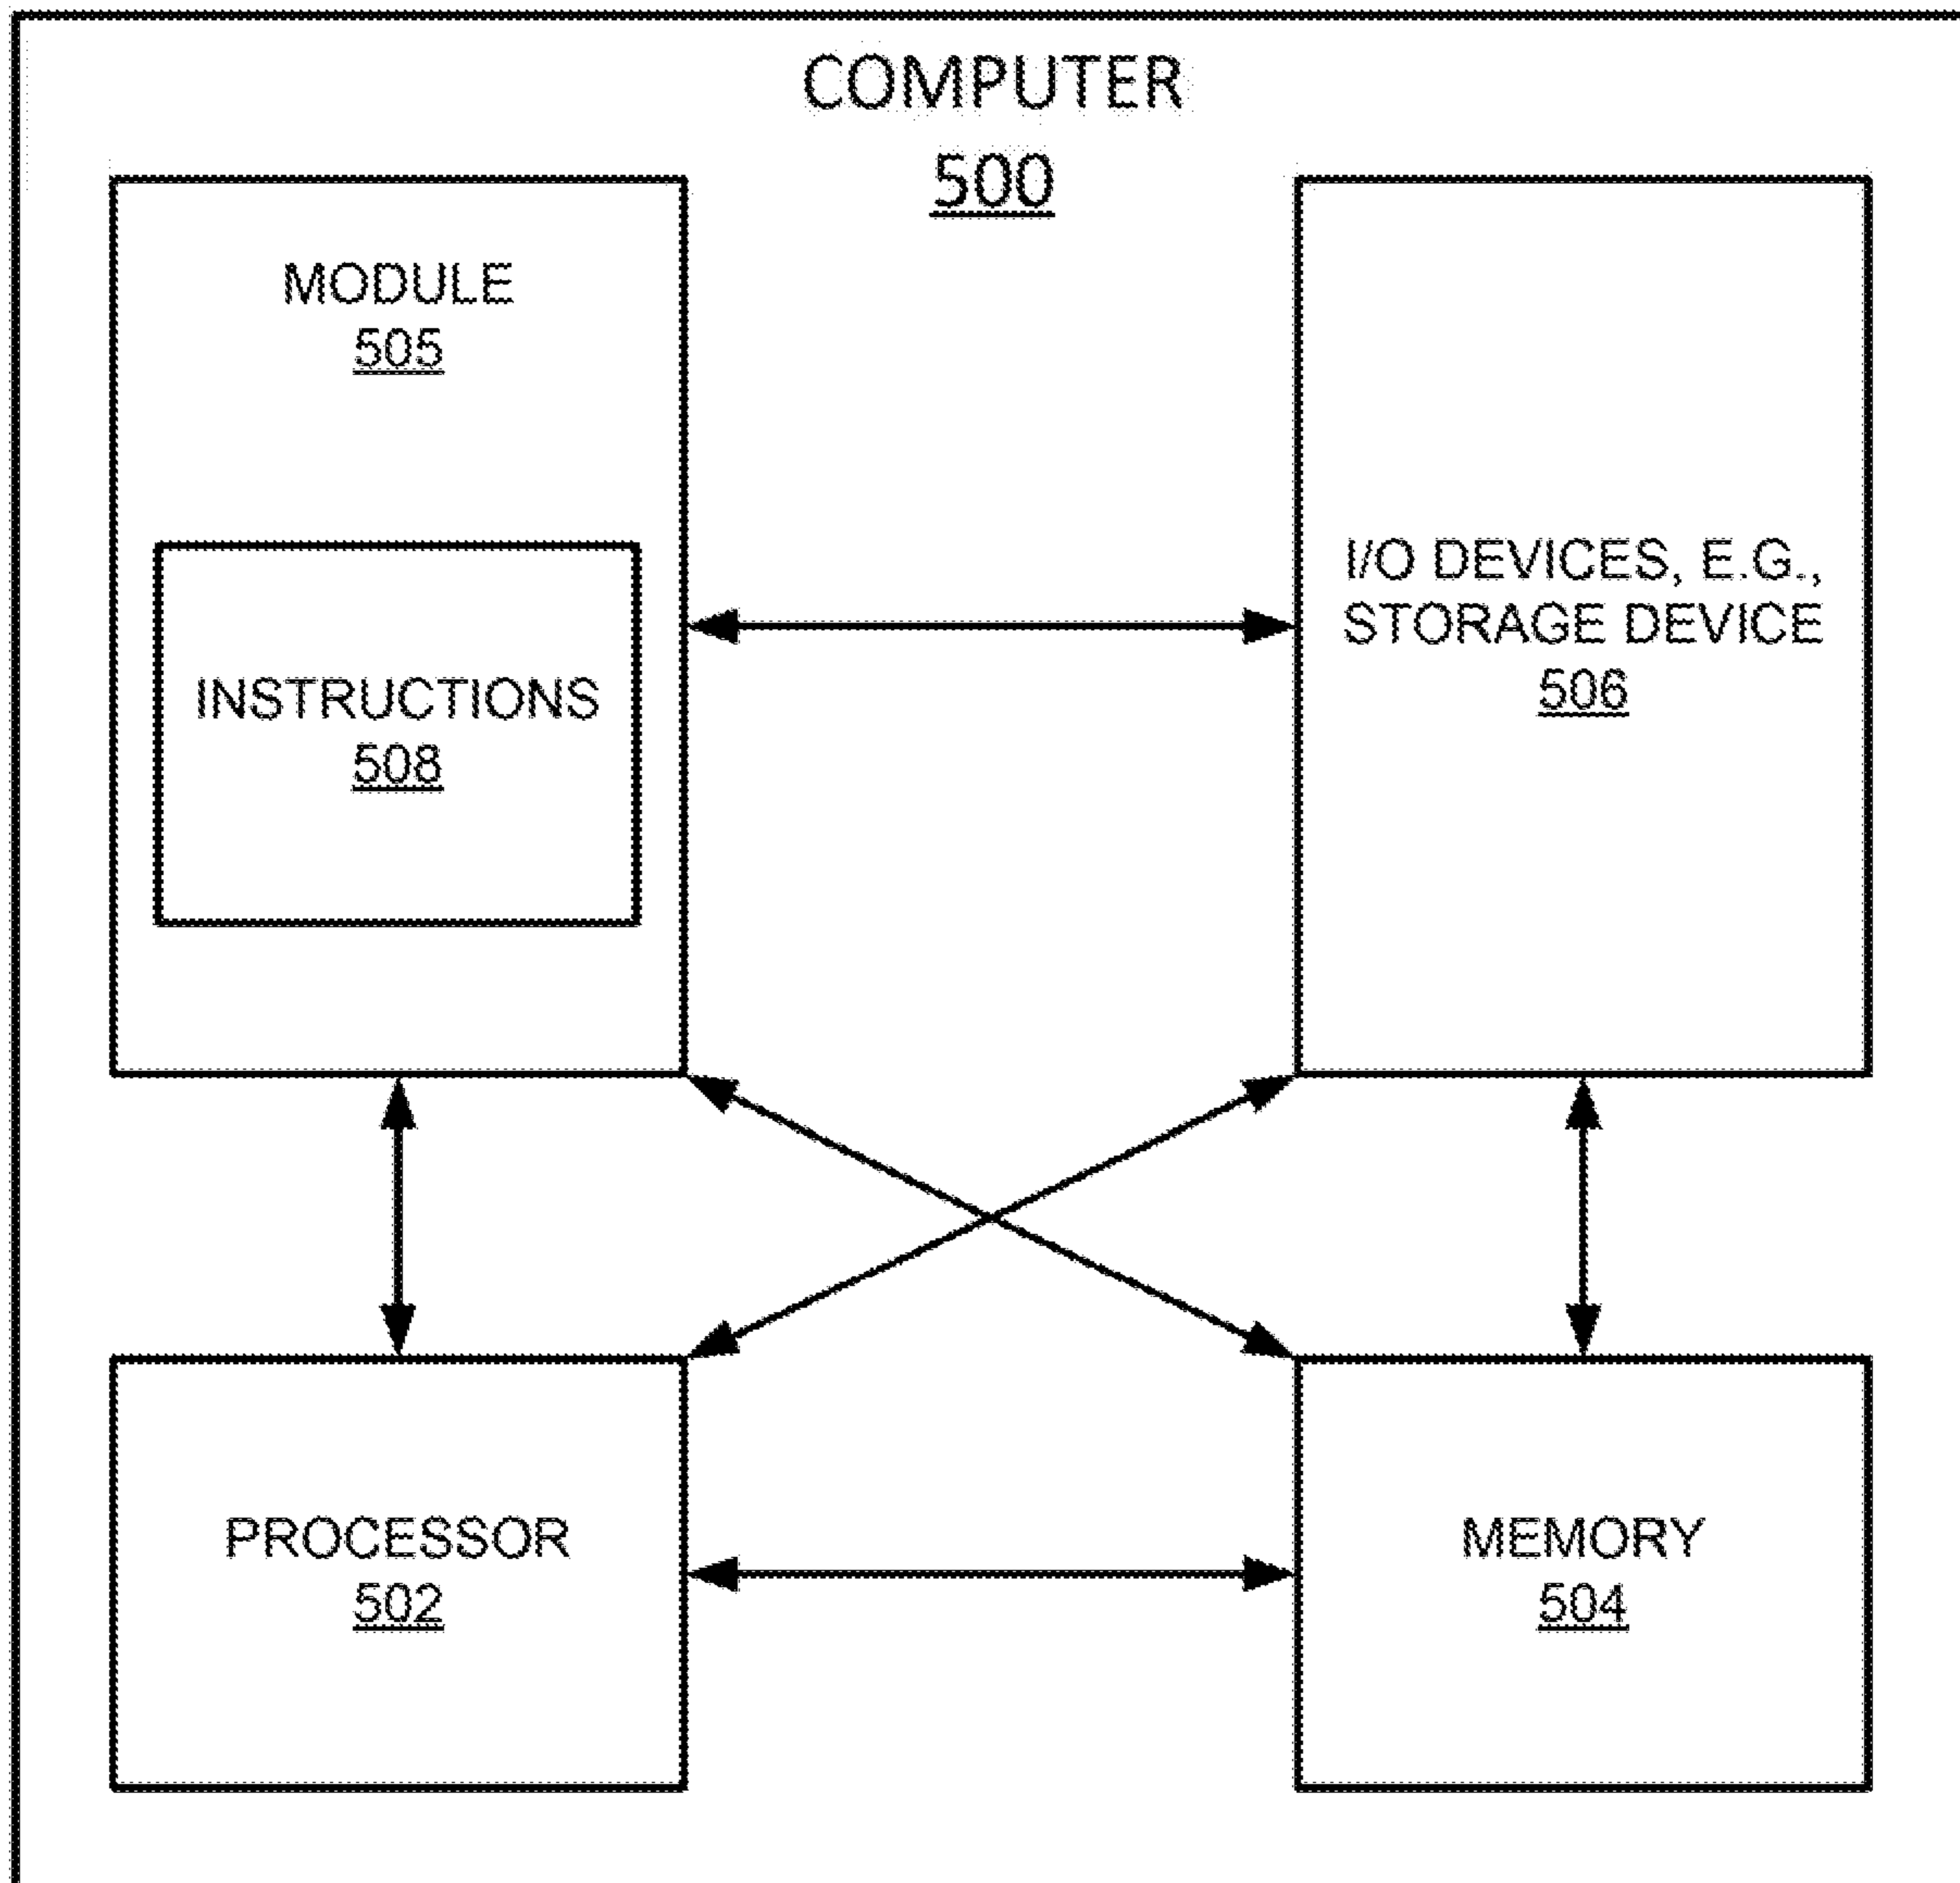 COMPUTER
500
MODULE
505
INSTRUCTIONS
508
I/O DEVICES, E.G.,
STORAGE DEVICE
506
PROCESSOR
502
MEMORY
504